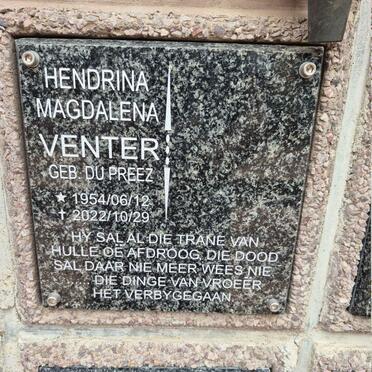 HENDRINA
MAGDALENA
VENTER
GEB. DU PREEZ
★ 1954/06/12
✝ 2022/10/29
HY SAL AL DIE TRANE VAN
HULLE OË AFDROOG, DIE DOOD
SAL DAAR NIE MEER WEES NIE
DIE DINGE VAN VROEËR
HET VERBYGEGAAN